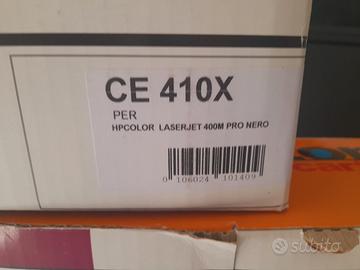 CE 410X
PER
HPCOLOR LASERJET 400M PRO NERO
0 106024 101409
subito